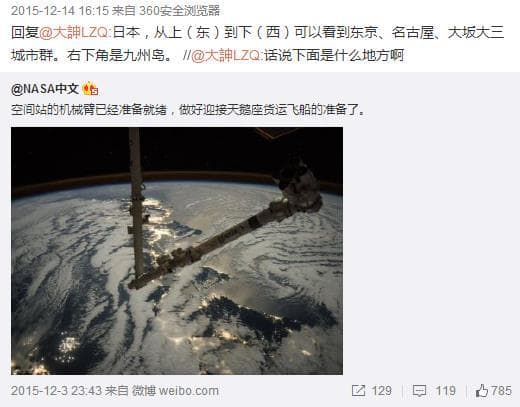 2015-12-14 16:15 来自 360安全浏览器
回复@大訷LZQ:日本，从上（东）到下（西）可以看到东京、名古屋、大坂大三
城市群。右下角是九州岛。 //@大訷LZQ:话说下面是什么地方啊
@NASA中文
空间站的机械臂已经准备就绪，做好迎接天鹅座货运飞船的准备了。
2015-12-3 23:43 来自 微博 weibo.com
129
119
785